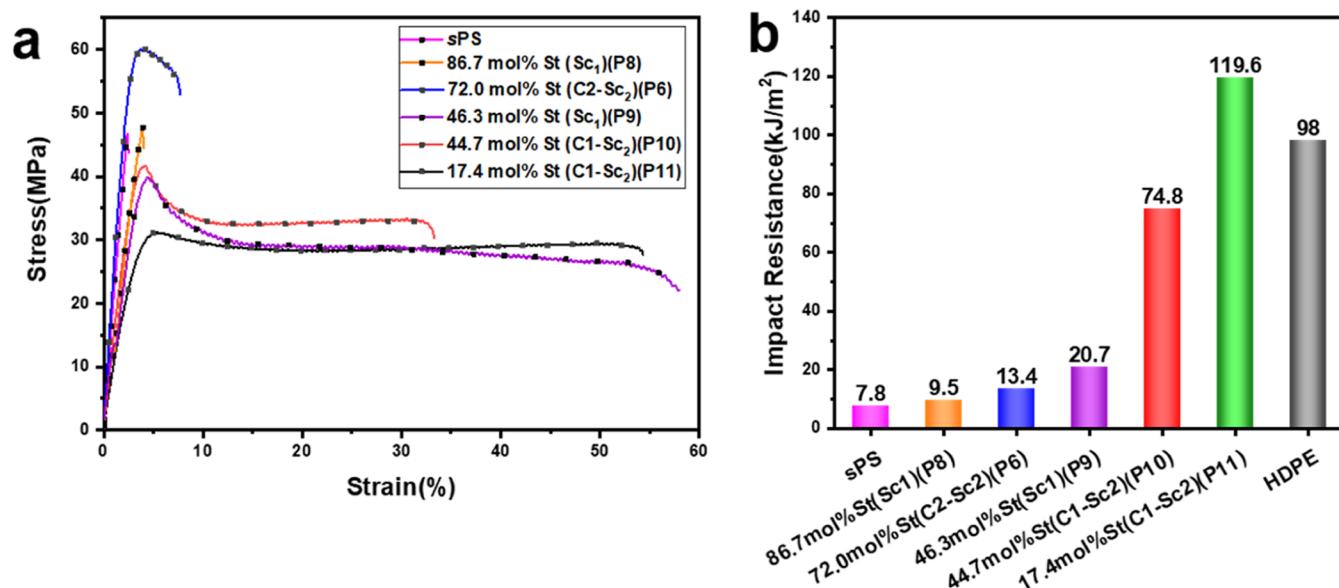 a
sPS
86.7 mol% St (Sc₁)(P8)
72.0 mol% St (C2-Sc₂)(P6)
46.3 mol% St (Sc₁)(P9)
44.7 mol% St (C1-Sc₂)(P10)
17.4 mol% St (C1-Sc₂)(P11)
Stress(MPa)
60
50
40
30
20
10
0
0
10
20
30
40
50
60
Strain(%)
b
Impact Resistance(kJ/m²)
140
120
100
80
60
40
20
0
7.8
9.5
13.4
20.7
74.8
119.6
98
sPS
86.7mol%St(Sc1)(P8)
72.0mol%St(C2-Sc2)(P6)
46.3mol%St(Sc1)(P9)
44.7mol%St(C1-Sc2)(P10)
17.4mol%St(C1-Sc2)(P11)
HDPE